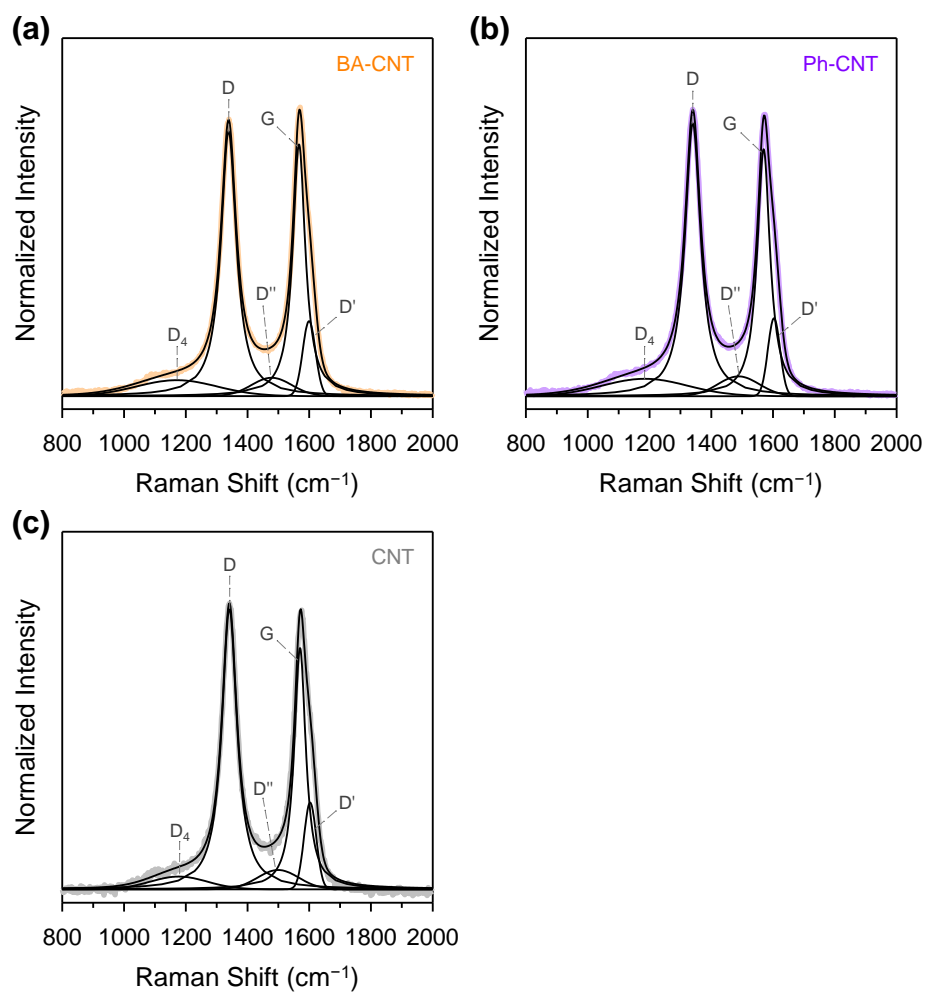 (a)
BA-CNT
D
G
D"
D'
D₄
Normalized Intensity
800 1000 1200 1400 1600 1800 2000
Raman Shift (cm⁻¹)
(b)
Ph-CNT
D
G
D"
D'
D₄
Normalized Intensity
800 1000 1200 1400 1600 1800 2000
Raman Shift (cm⁻¹)
(c)
CNT
D
G
D"
D'
D₄
Normalized Intensity
800 1000 1200 1400 1600 1800 2000
Raman Shift (cm⁻¹)